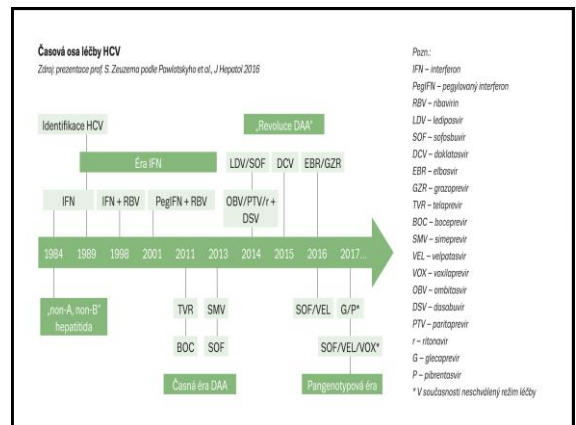 Časová osa léčby HCV
Zdroj: prezentace prof. S. Zeuzema podle Pawlotskyho et al., J Hepatol 2016
Identifikace HCV
„Revoluce DAA"
Éra IFN
LDV/SOF
DCV
EBR/GZR
IFN
IFN + RBV
PegIFN + RBV
OBV/PTV/r +
DSV
1984 1989 1998 2001 2011 2013 2014 2015 2016 2017...
„non-A, non-B"
hepatitida
TVR
SMV
SOF/VEL
G/P*
BOC
SOF
SOF/VEL/VOX*
Časná éra DAA
Pangenotypová éra
Pozn.:
IFN – interferon
PegIFN – pegylovaný interferon
RBV – ribavirin
LDV – ledipasvir
SOF – sofosbuvir
DCV – daklatasvir
EBR – elbasvir
GZR – grazoprevir
TVR – telaprevir
BOC – boceprevir
SMV – simeprevir
VEL – velpatasvir
VOX – voxilaprevir
OBV – ombitasvir
DSV – dasabuvir
PTV – paritaprevir
r – ritonavir
G – glecaprevir
P – pibrentasvir
* V současnosti neschválený režim léčby